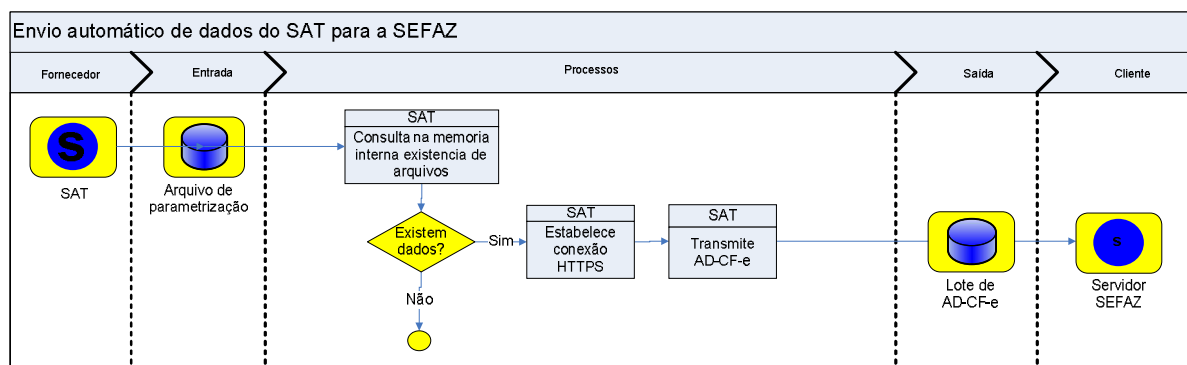 Envio automático de dados do SAT para a SEFAZ
Fornecedor
Entrada
Processos
Saída
Cliente
S
SAT
Arquivo de
parametrização
SAT
Consulta na memoria
interna existencia de
arquivos
Existem
dados?
Sim
Não
SAT
Estabelece
conexão
HTTPS
SAT
Transmite
AD-CF-e
Lote de
AD-CF-e
s
Servidor
SEFAZ